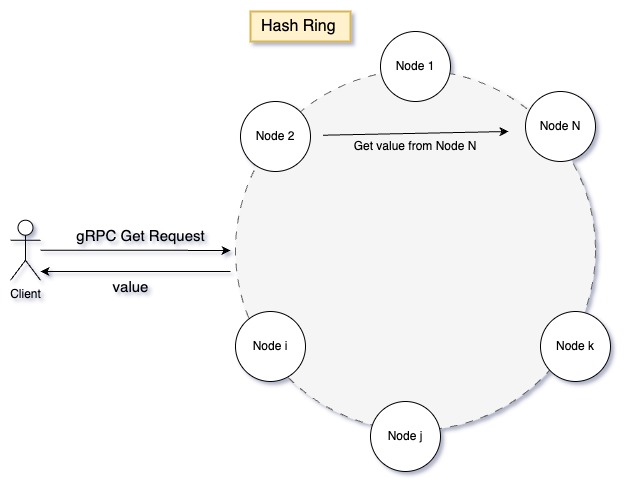 Hash Ring
Node 1
Node 2
Node N
Get value from Node N
gRPC Get Request
value
Client
Node i
Node k
Node j